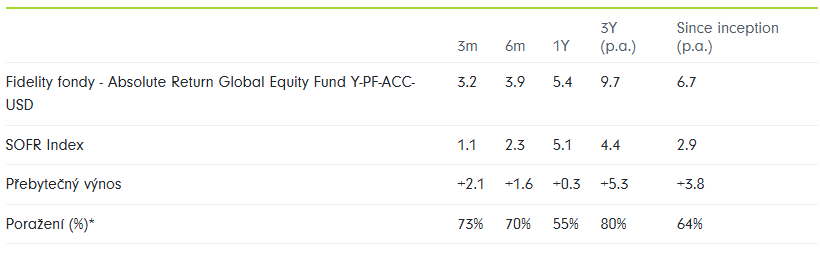 3m 6m 1Y 3Y (p.a.) Since inception (p.a.)
Fidelity fondy - Absolute Return Global Equity Fund Y-PF-ACC-
USD 3.2 3.9 5.4 9.7 6.7
SOFR Index 1.1 2.3 5.1 4.4 2.9
Přebytečný výnos +2.1 +1.6 +0.3 +5.3 +3.8
Poražení (%)* 73% 70% 55% 80% 64%